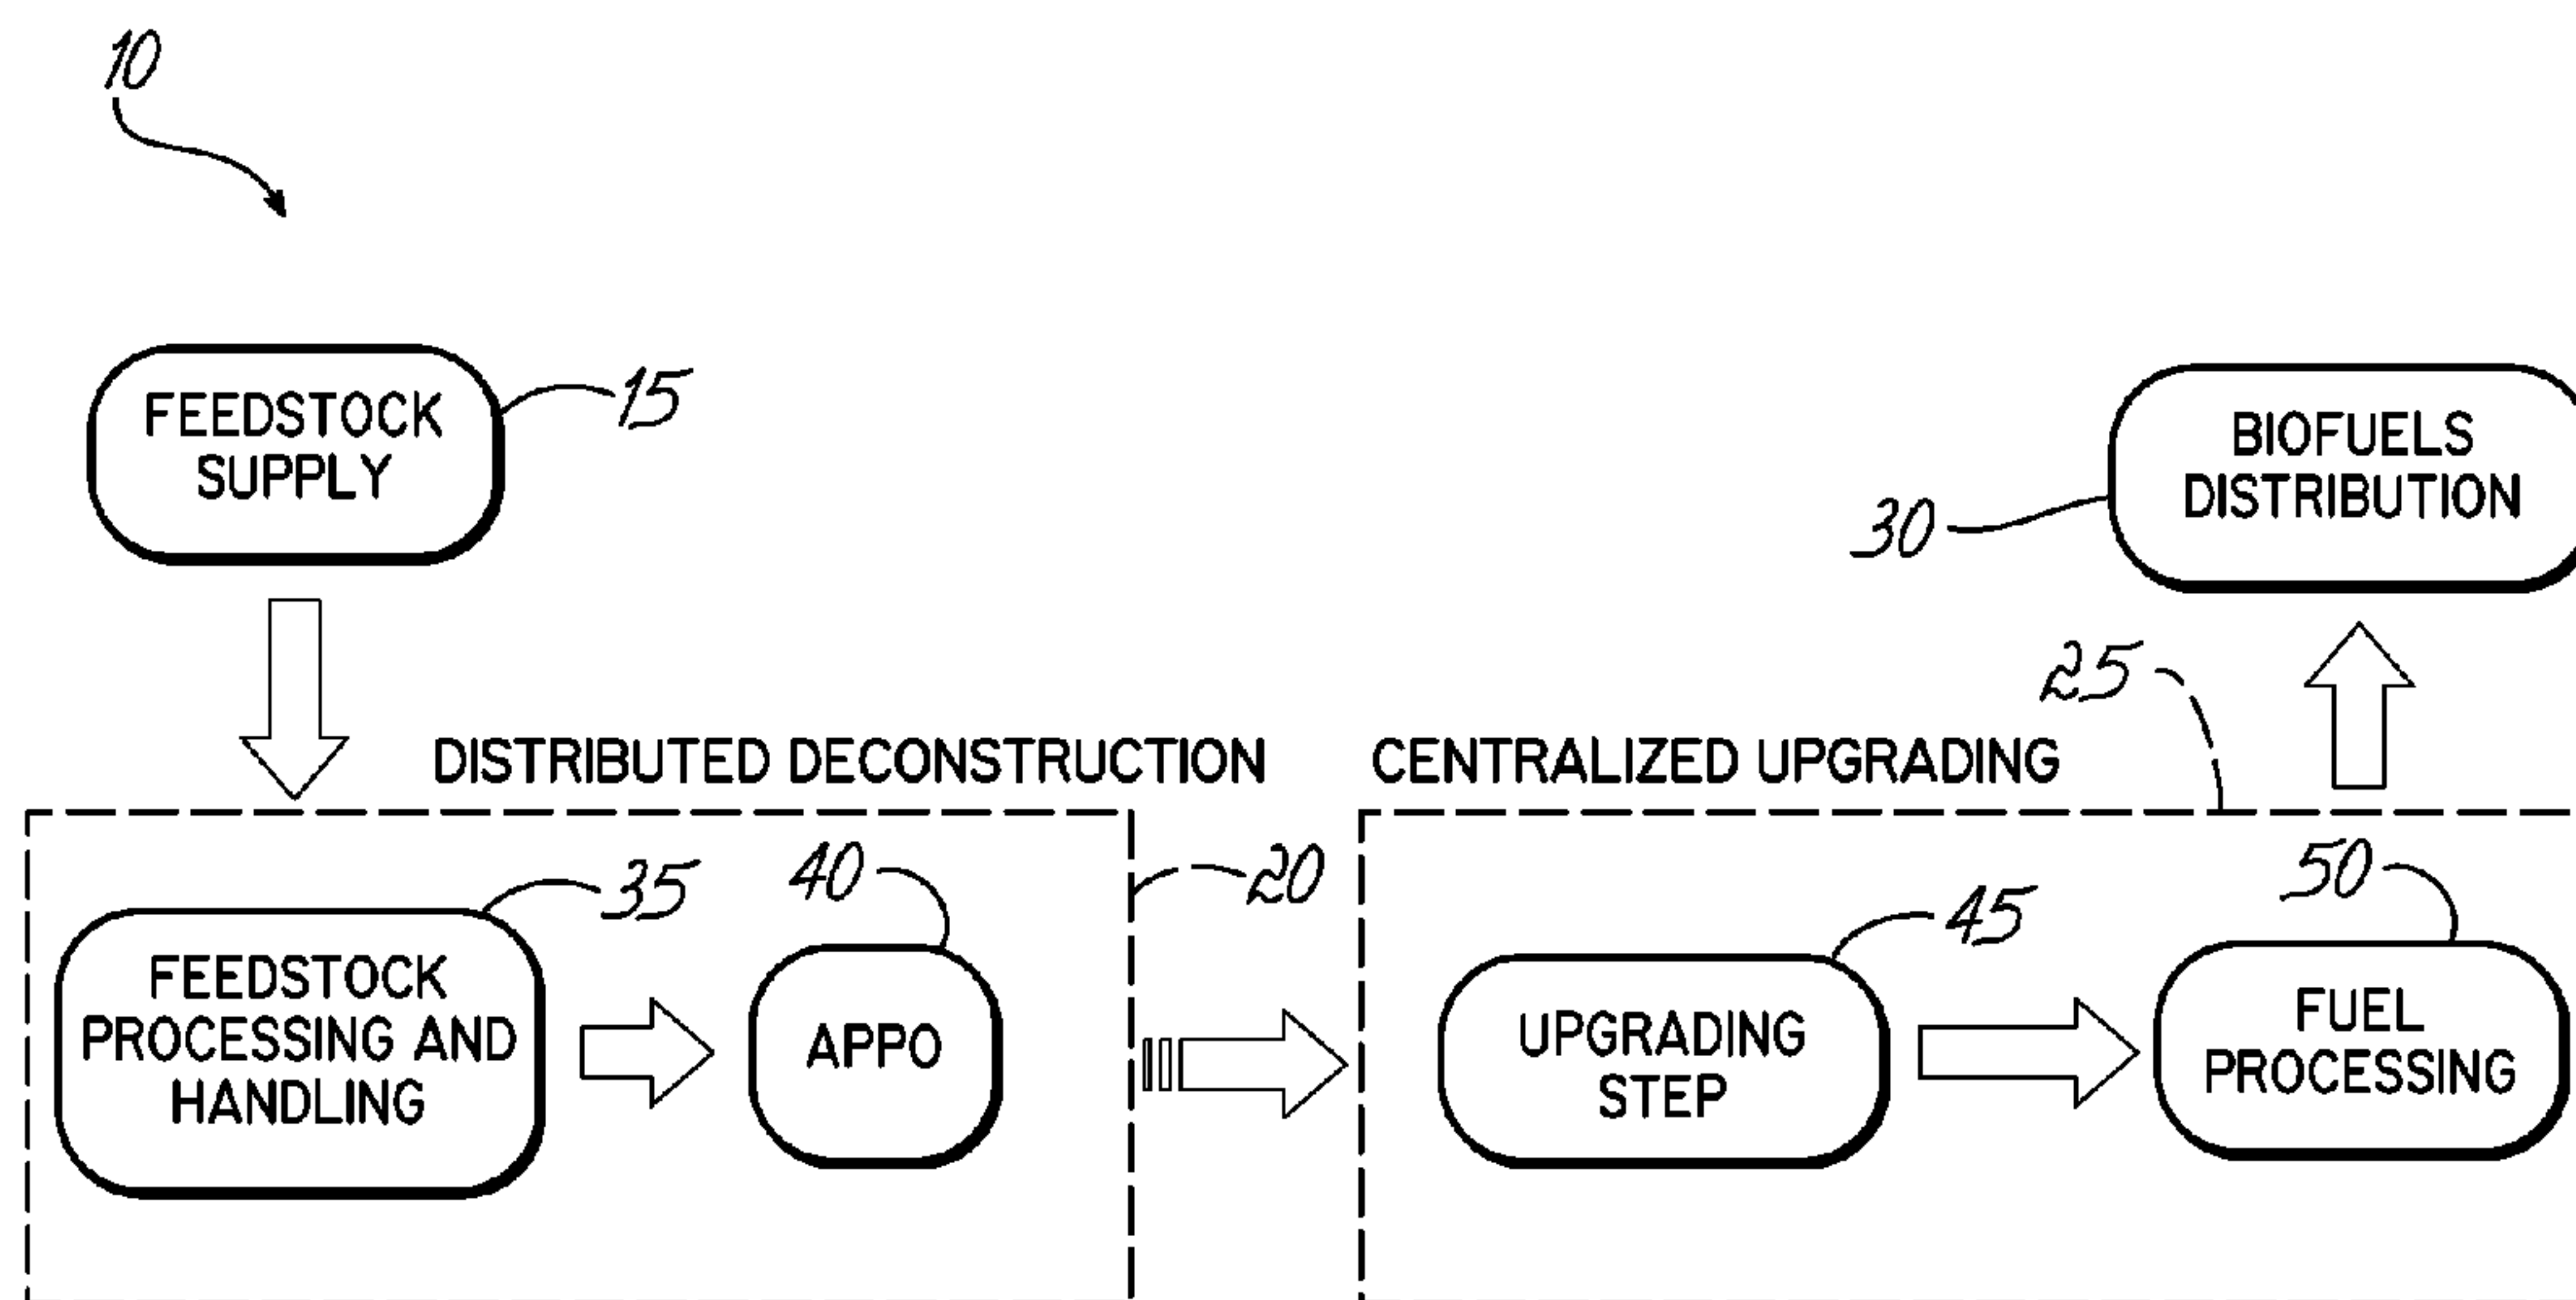 10
FEEDSTOCK
SUPPLY
15
BIOFUELS
DISTRIBUTION
30
25
DISTRIBUTED DECONSTRUCTION
CENTRALIZED UPGRADING
35
40
20
45
50
FEEDSTOCK
PROCESSING AND
HANDLING
APPO
UPGRADING
STEP
FUEL
PROCESSING